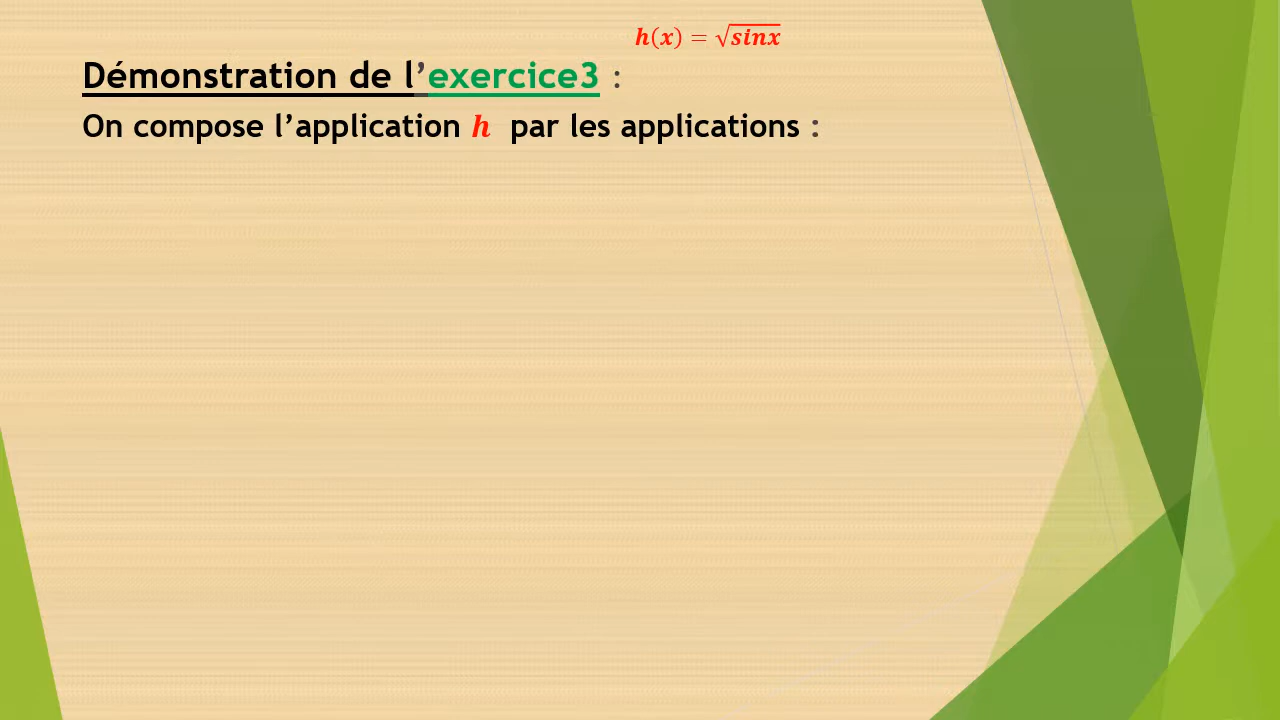 h(x) = √sinx
Démonstration de l’exercice3 :
On compose l’application h par les applications :